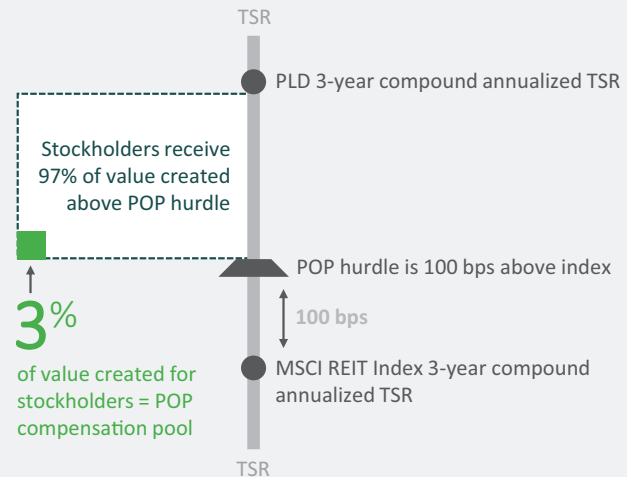 TSR
PLD 3-year compound annualized TSR
Stockholders receive
97% of value created
above POP hurdle
POP hurdle is 100 bps above index
100 bps
3%
of value created for
stockholders = POP
compensation pool
MSCI REIT Index 3-year compound
annualized TSR
TSR